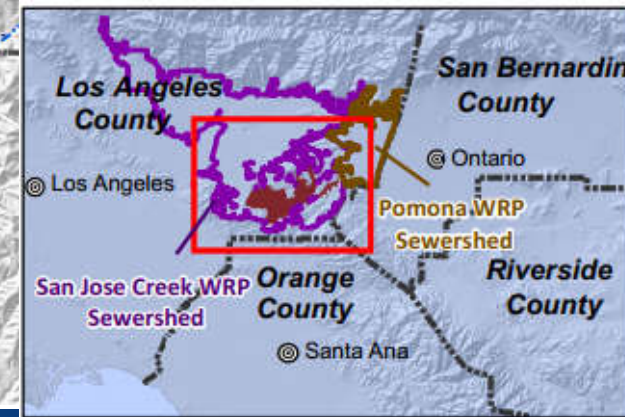 Los Angeles
County
San Bernardin
County
Ontario
Los Angeles
Pomona WRP
Sewershed
San Jose Creek WRP
Sewershed
Orange
County
Riverside
County
Santa Ana